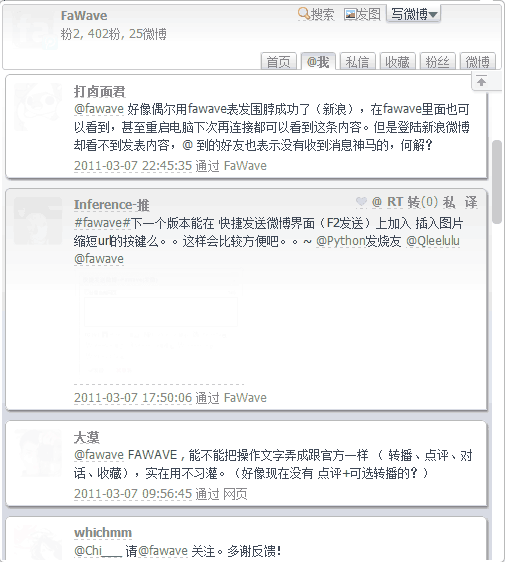 FaWave
搜索 发图 写微博
粉2, 402粉, 25微博
首页 @我 私信 收藏 粉丝 微博
打卤面君
@fawave 好像偶尔用fawave表发围脖成功了（新浪），在fawave里面也可
以看到，甚至重启电脑下次再连接都可以看到这条内容。但是登陆新浪微博
却看不到发表内容，@ 到的好友也表示没有收到消息神马的，何解？
2011-03-07 22:45:35 通过 FaWave
Inference-推 @ RT 转(0) 私 译
#fawave#下一个版本能在 快捷发送微博界面（F2发送）上加入 插入图片
缩短url的按键么。。这样会比较方便吧。。~ @Python发烧友 @Qleelulu
@fawave
2011-03-07 17:50:06 通过 FaWave
大漠
@fawave FAWAVE，能不能把操作文字弄成跟官方一样 （ 转播、点评、对
话、收藏），实在用不习灌。（好像现在没有 点评+可选转播的？）
2011-03-07 09:56:45 通过 网页
whichmm
@Chi____ 请@fawave 关注。多谢反馈！